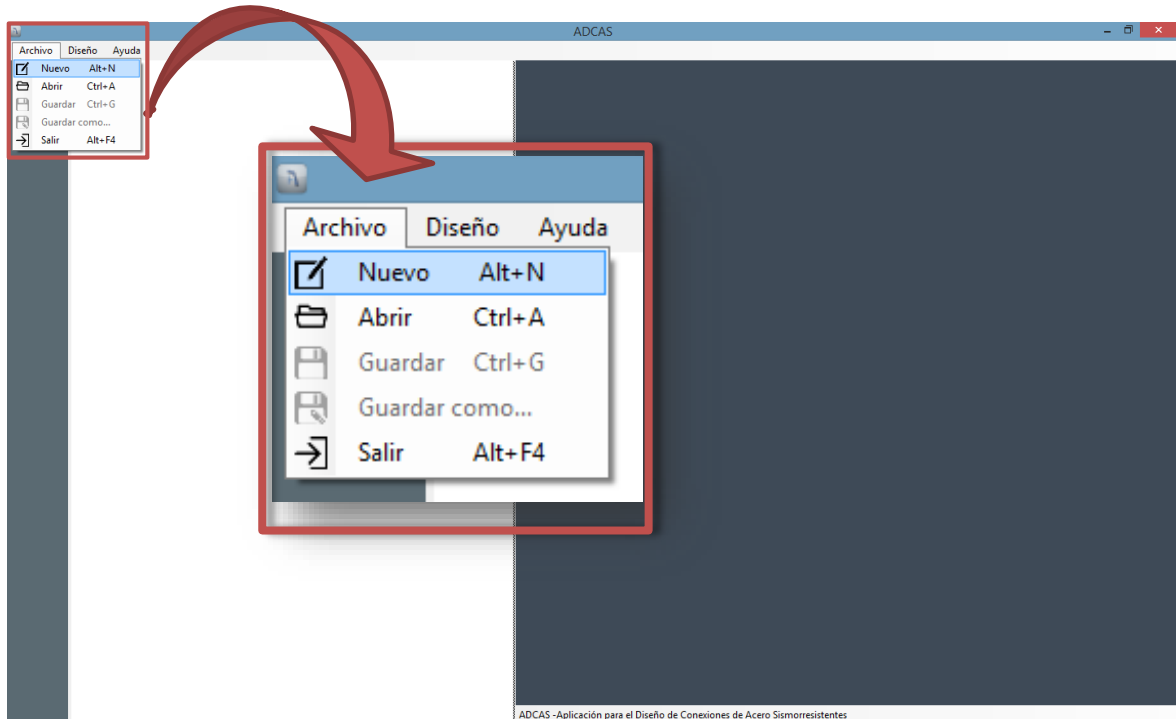 ADCAS
Archivo Diseño Ayuda
Nuevo Alt+N
Abrir Ctrl+A
Guardar Ctrl+G
Guardar como...
Salir Alt+F4
Archivo Diseño Ayuda
Nuevo Alt+N
Abrir Ctrl+A
Guardar Ctrl+G
Guardar como...
Salir Alt+F4
ADCAS -Aplicación para el Diseño de Conexiones de Acero Sismorresistentes